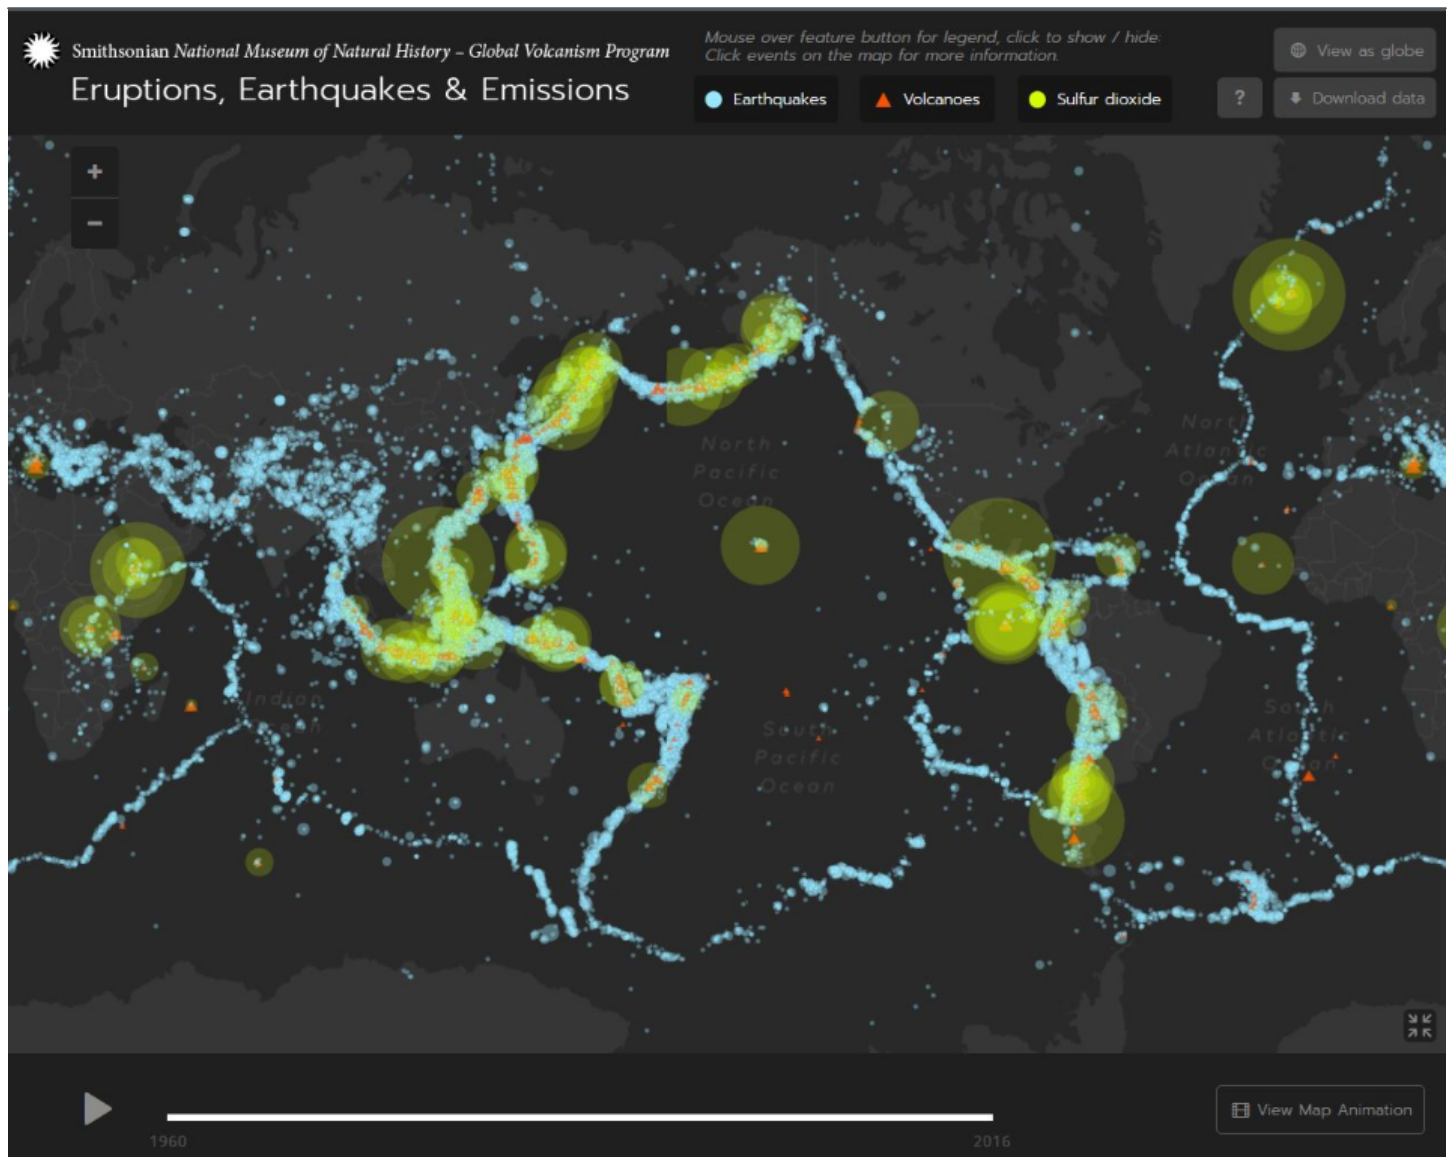 Smithsonian National Museum of Natural History – Global Volcanism Program
Eruptions, Earthquakes & Emissions
Mouse over feature button for legend, click to show / hide:
Click events on the map for more information.
Earthquakes
Volcanoes
Sulfur dioxide
?
View as globe
Download data
+
−
North
Pacific
Ocean
North
Atlantic
Ocean
Indian
Ocean
South
Pacific
Ocean
South
Atlantic
Ocean
1960
2016
View Map Animation